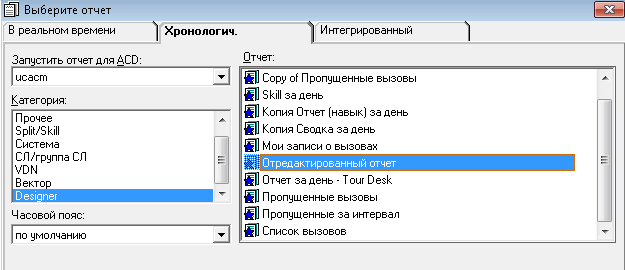 Выберите отчет
В реальном времени
Хронологич.
Интегрированный
Запустить отчет для ACD:
ucacm
Категория:
Прочее
Split/Skill
Система
СЛ/группа СЛ
VDN
Вектор
Designer
Часовой пояс:
по умолчанию
Отчет:
Copy of Пропущенные вызовы
Skill за день
Копия Отчет (навык) за день
Копия Сводка за день
Мои записи о вызовах
Отредактированный отчет
Отчет за день - Tour Desk
Пропущенные вызовы
Пропущенные за интервал
Список вызовов